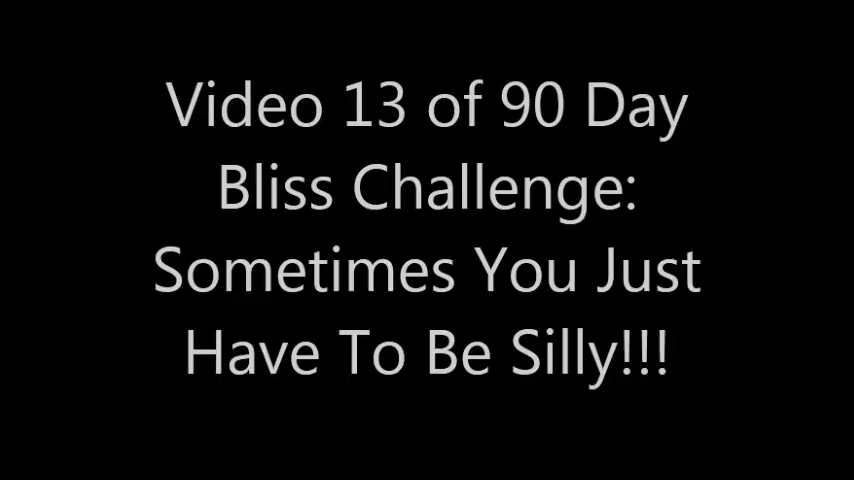 Video 13 of 90 Day
Bliss Challenge:
Sometimes You Just
Have To Be Silly!!!